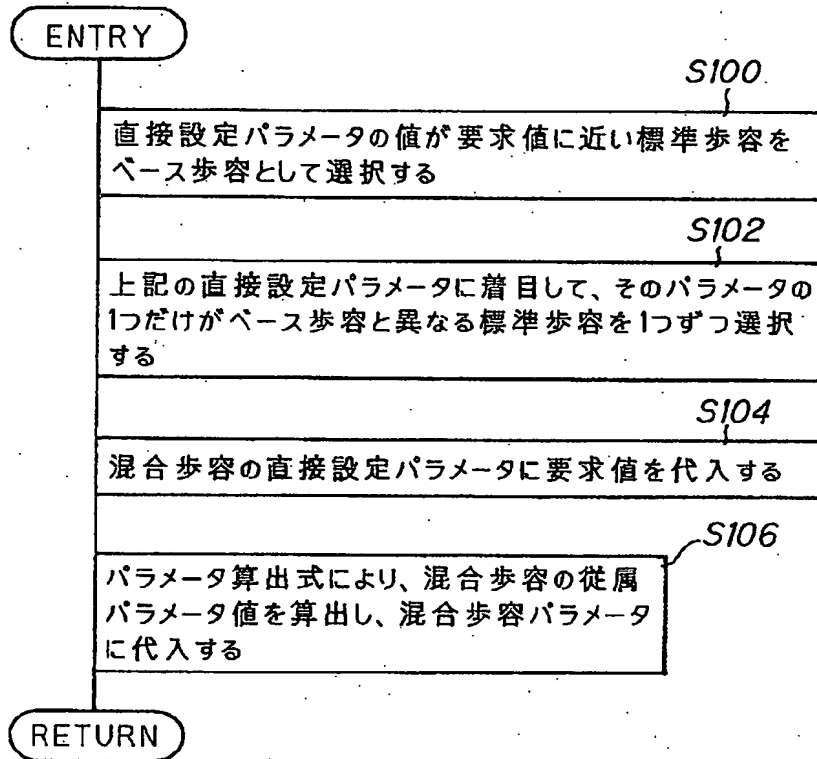 ENTRY
S100
直接設定パラメータの値が要求値に近い標準歩容を
ベース歩容として選択する
S102
上記の直接設定パラメータに着目して、そのパラメータの
1つだけがベース歩容と異なる標準歩容を1つずつ選択
する
S104
混合歩容の直接設定パラメータに要求値を代入する
S106
パラメータ算出式により、混合歩容の従属
パラメータ値を算出し、混合歩容パラメータ
に代入する
RETURN